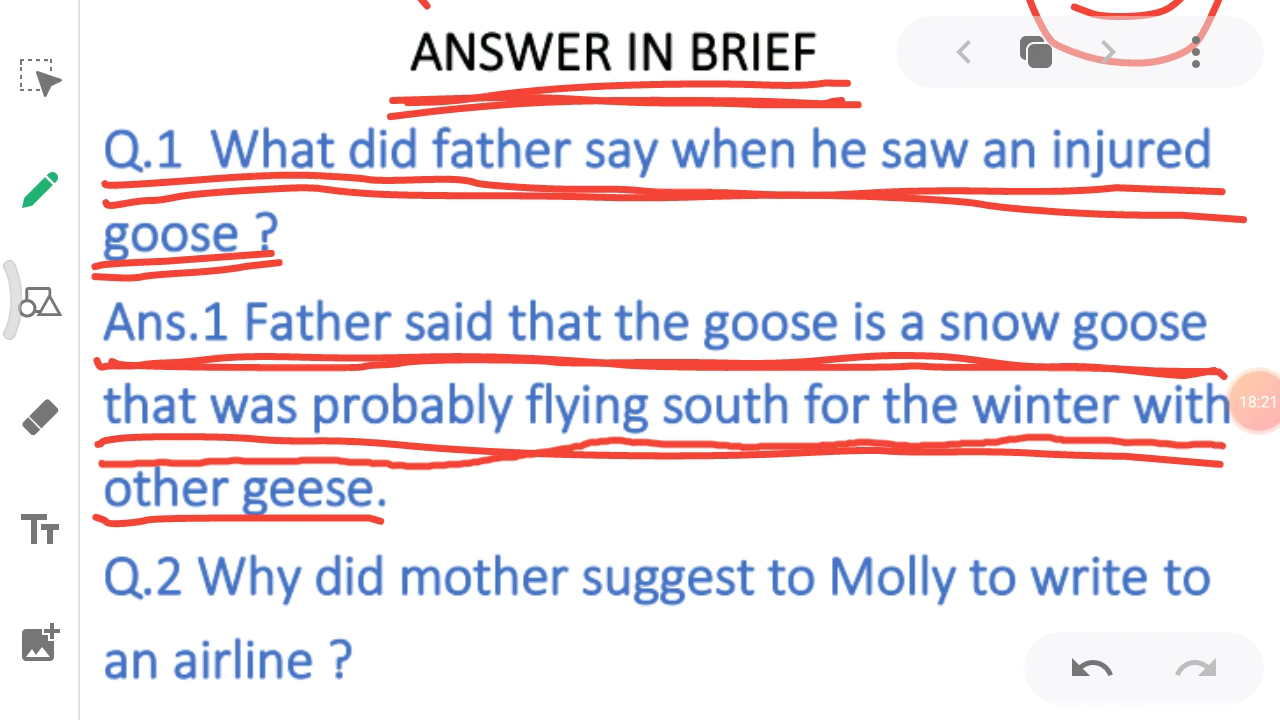 ANSWER IN BRIEF
Q.1 What did father say when he saw an injured
goose ?
Ans.1 Father said that the goose is a snow goose
that was probably flying south for the winter with
18:21
other geese.
Q.2 Why did mother suggest to Molly to write to
an airline ?
TT